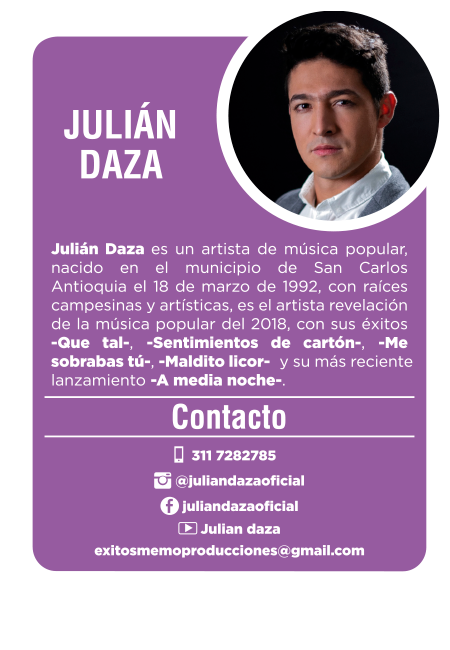 JULIÁN
DAZA
Julián Daza es un artista de música popular,
nacido en el municipio de San Carlos
Antioquia el 18 de marzo de 1992, con raíces
campesinas y artísticas, es el artista revelación
de la música popular del 2018, con sus éxitos
-Que tal-, -Sentimientos de cartón-, -Me
sobrabas tú-, -Maldito licor- y su más reciente
lanzamiento -A media noche-.
Contacto
311 7282785
@juliandazaoficial
juliandazaoficial
Julian daza
exitosmemoproducciones@gmail.com